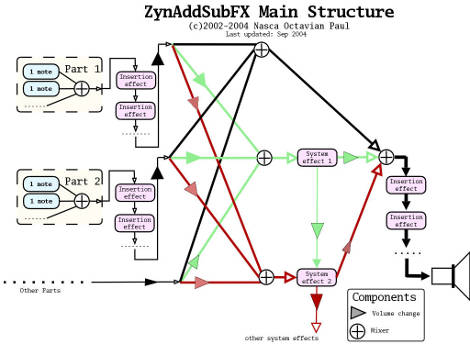 ZynAddSubFX Main Structure
(c)2002-2004 Nasca Octavian Paul
Last updated: Sep 2004
Part 1
1 note
1 note
......
Insertion
effect
Insertion
effect
......
Part 2
1 note
1 note
......
Insertion
effect
Insertion
effect
......
Other Parts
System
effect 1
System
effect 2
other system effects
Insertion
effect
Insertion
effect
.....
Components
Volume change
Mixer